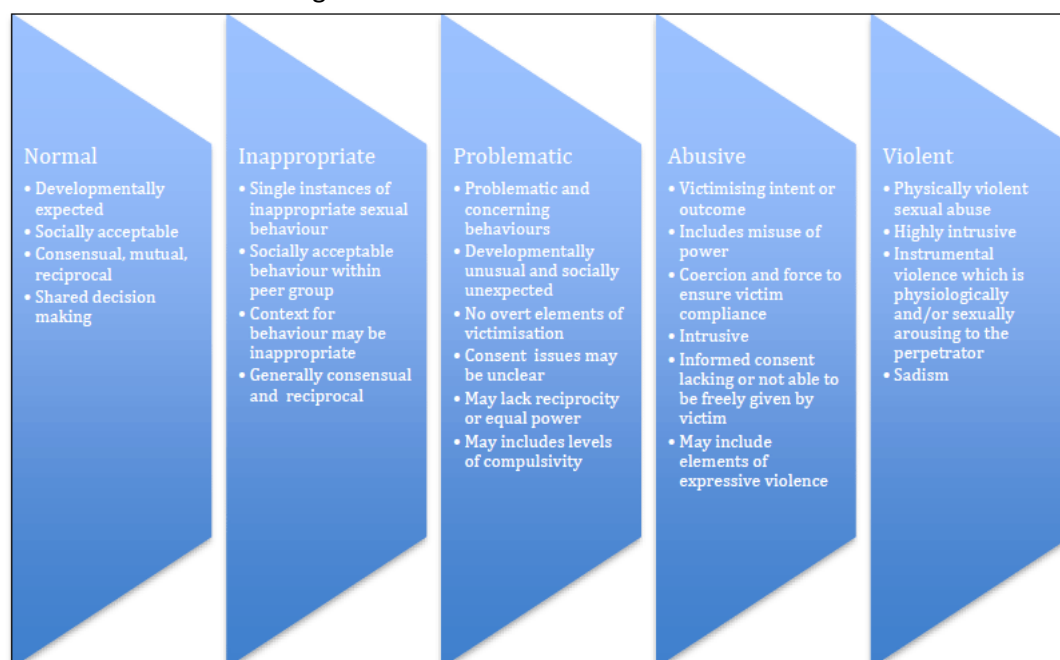 Normal
• Developmentally
expected
• Socially acceptable
• Consensual, mutual,
reciprocal
• Shared decision
making
Inappropriate
• Single instances of
inappropriate sexual
behaviour
• Socially acceptable
behaviour within
peer group
• Context for
behaviour may be
inappropriate
• Generally consensual
and reciprocal
Problematic
• Problematic and
concerning
behaviours
• Developmentally
unusual and socially
unexpected
• No overt elements of
victimisation
• Consent issues may
be unclear
• May lack reciprocity
or equal power
• May includes levels
of compulsivity
Abusive
• Victimising intent or
outcome
• Includes misuse of
power
• Coercion and force to
ensure victim
compliance
• Intrusive
• Informed consent
lacking or not able to
be freely given by
victim
• May include
elements of
expressive violence
Violent
• Physically violent
sexual abuse
• Highly intrusive
• Instrumental
violence which is
physiologically
and/or sexually
arousing to the
perpetrator
• Sadism